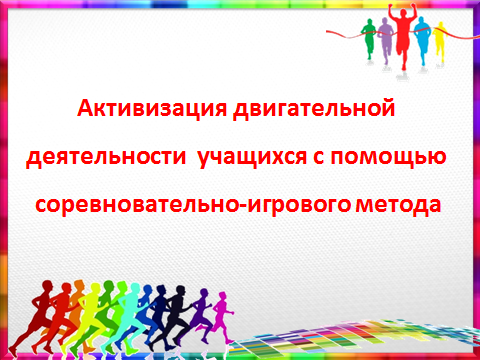 Активизация двигательной
деятельности учащихся с помощью
соревновательно-игрового метода